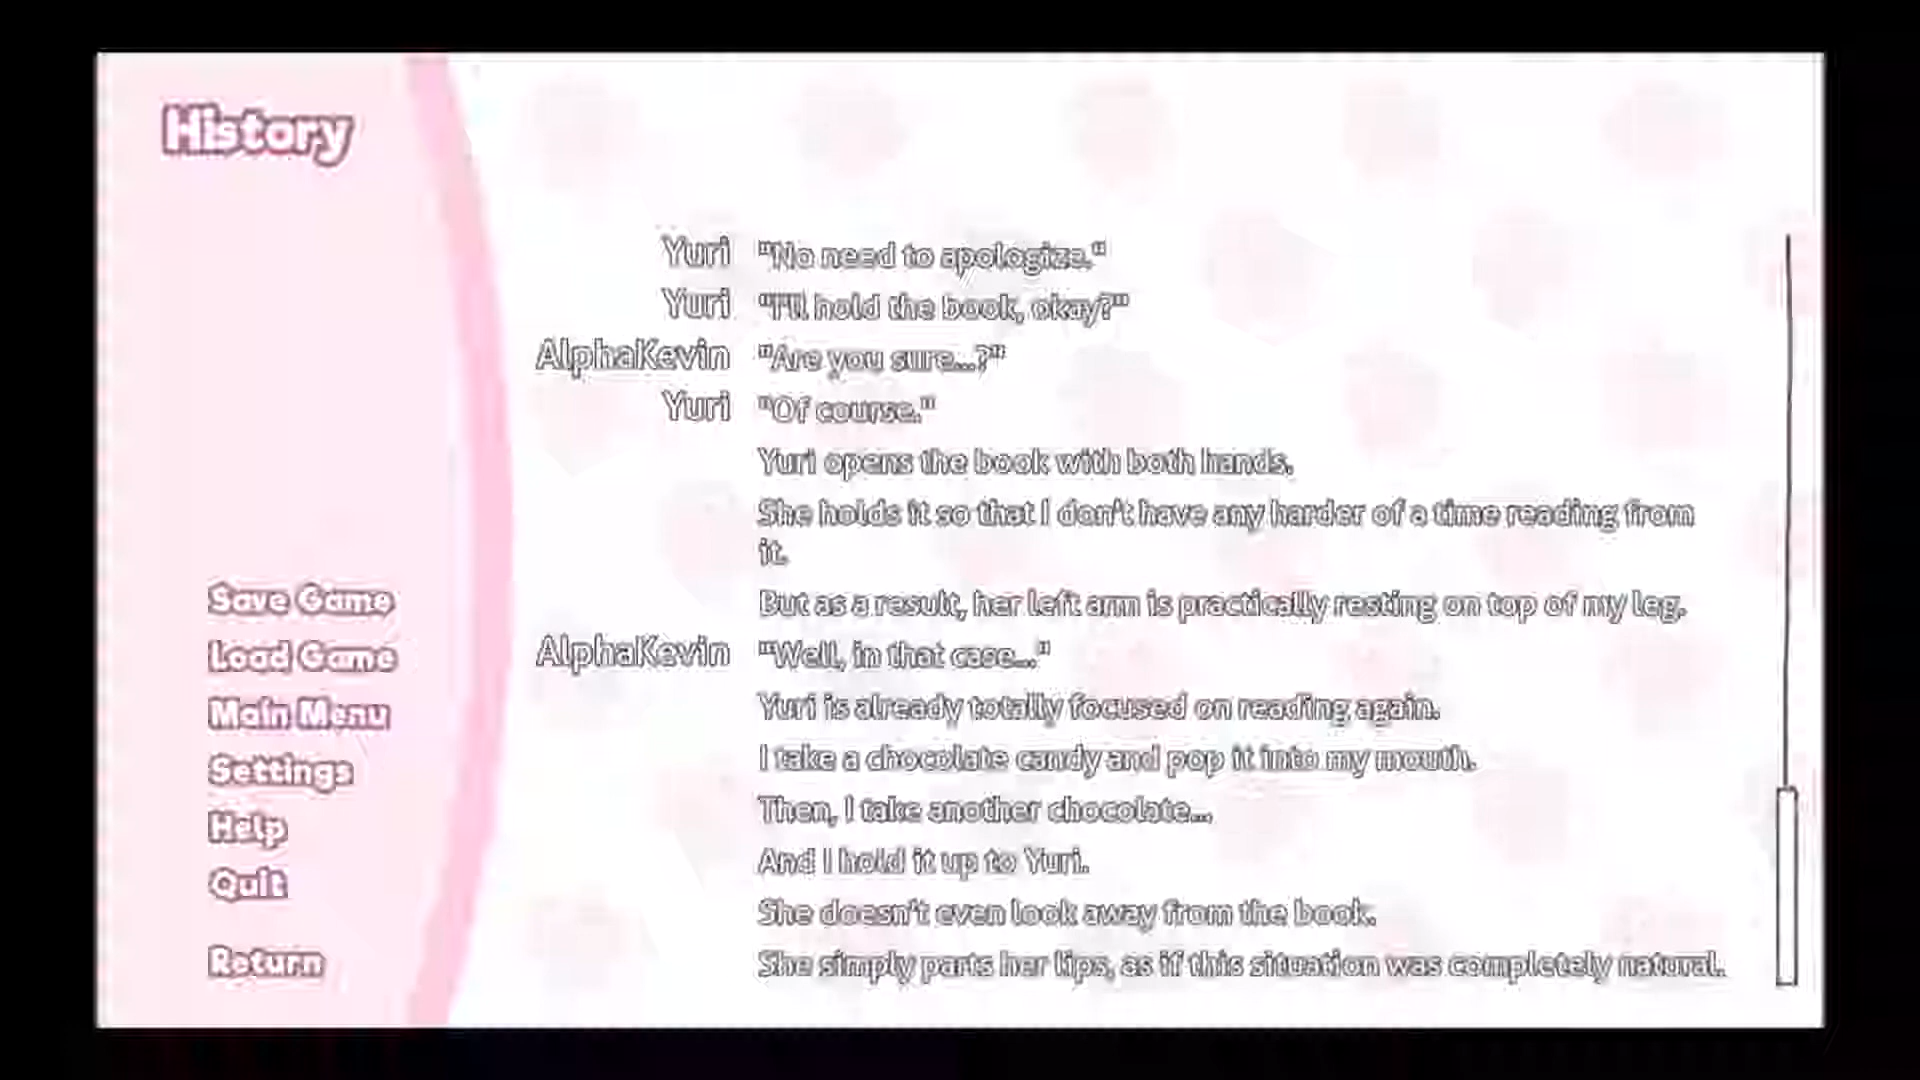 History
Yuri "No need to apologize."
Yuri "I'll hold the book, okay?"
AlphaKevin "Are you sure...?"
Yuri "Of course."
Yuri opens the book with both hands.
She holds it so that I don't have any harder of a time reading from
it.
But as a result, her left arm is practically resting on top of my leg.
AlphaKevin "Well, in that case..."
Yuri is already totally focused on reading again.
I take a chocolate candy and pop it into my mouth.
Then, I take another chocolate...
And I hold it up to Yuri.
She doesn't even look away from the book.
She simply parts her lips, as if this situation was completely natural.
Save Game
Load Game
Main Menu
Settings
Help
Quit
Return